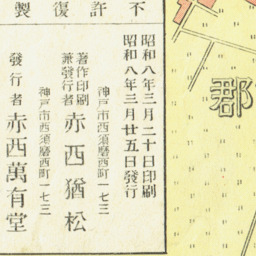 不許復製
昭和八年三月二十日印刷
昭和八年三月廿五日發行
神戸市西須磨西町一七三
著作印刷
兼發行者
赤西猶松
神戸市西須磨西町一七三
發行者
赤西萬有堂
郡